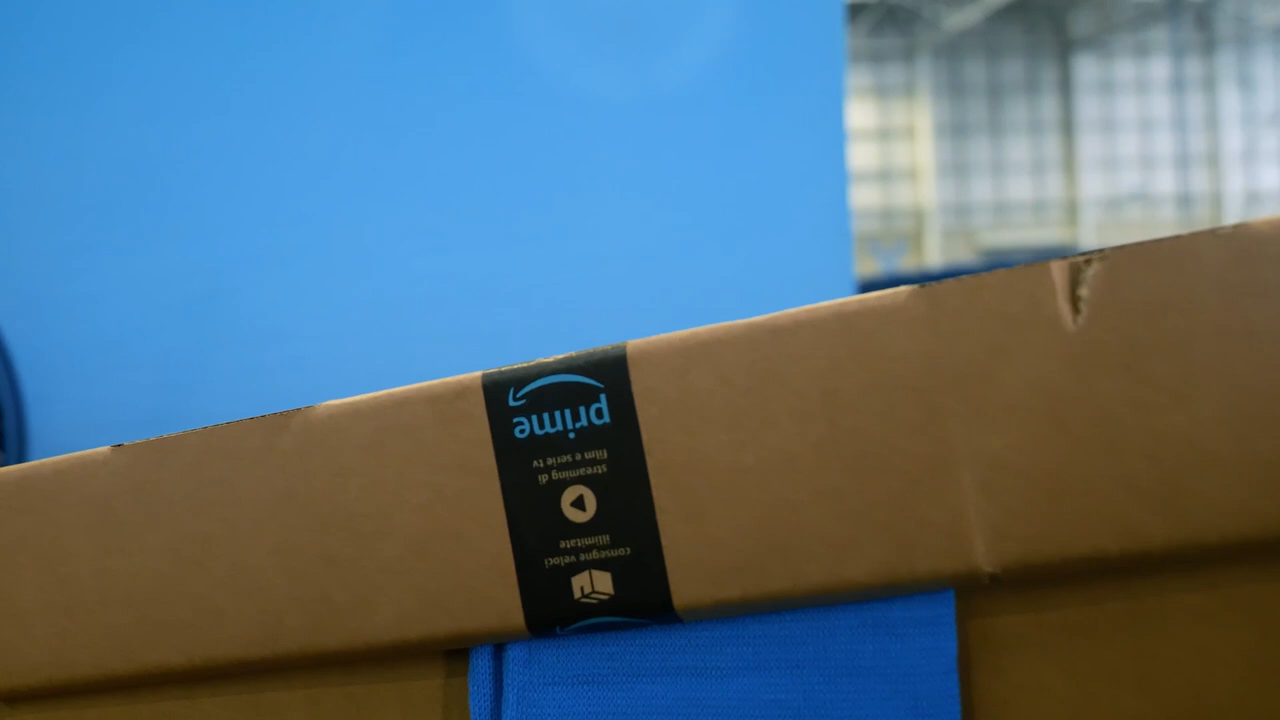 consegne veloci
illimitate
streaming di
film e serie tv
prime